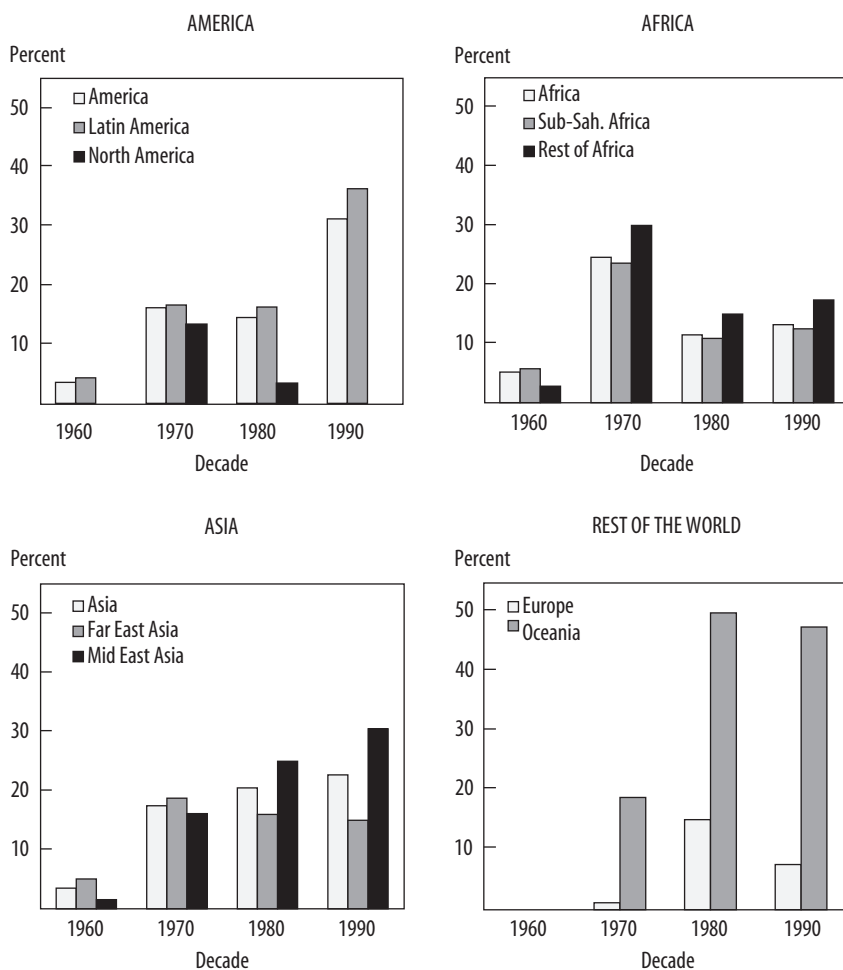 AMERICA
Percent
50
40
30
20
10
America
Latin America
North America
1960 1970 1980 1990
Decade
AFRICA
Percent
50
40
30
20
10
Africa
Sub-Sah. Africa
Rest of Africa
1960 1970 1980 1990
Decade
ASIA
Percent
50
40
30
20
10
Asia
Far East Asia
Mid East Asia
1960 1970 1980 1990
Decade
REST OF THE WORLD
Percent
50
40
30
20
10
Europe
Oceania
1960 1970 1980 1990
Decade